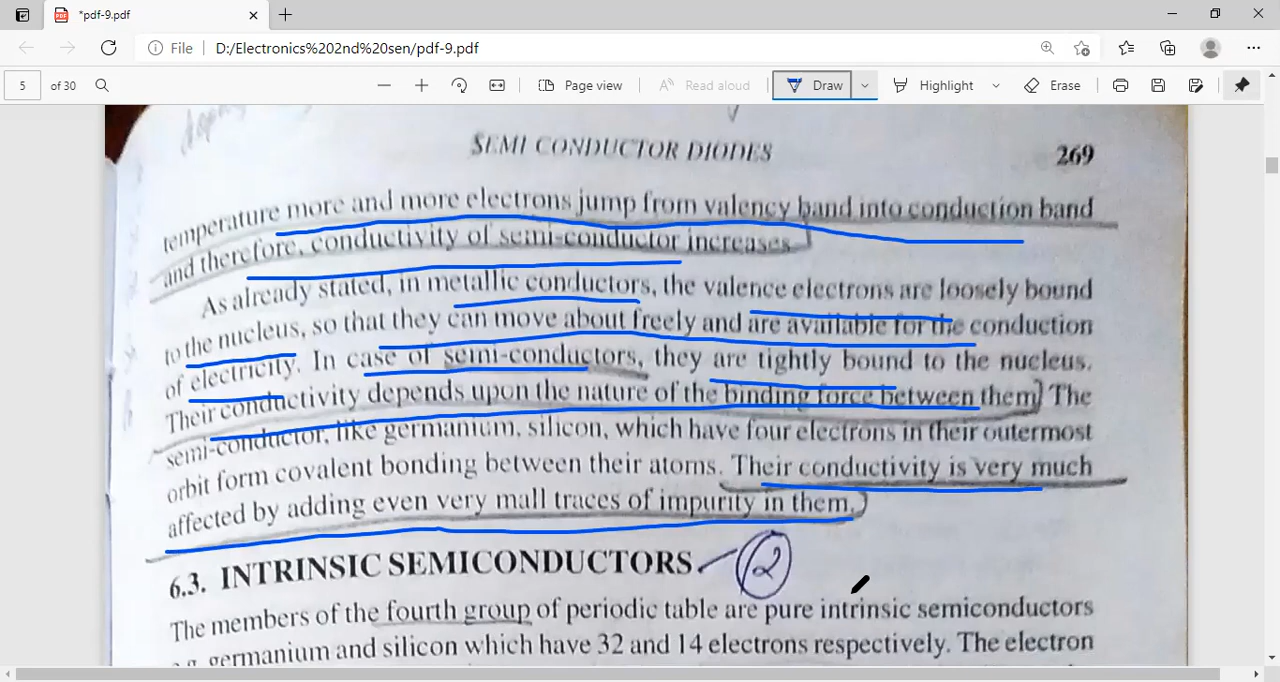 *pdf-9.pdf
File D:/Electronics%202nd%20sen/pdf-9.pdf
5 of 30 Page view Read aloud Draw Highlight Erase
SEMI CONDUCTOR DIODES 269
temperature more and more electrons jump from valency band into conduction band
and therefore, conductivity of semi-conductor increases
As already stated, in metallic conductors, the valence electrons are loosely bound
to the nucleus, so that they can move about freely and are available for the conduction
of electricity. In case of semi-conductors, they are tightly bound to the nucleus.
Their conductivity depends upon the nature of the binding force between them] The
semi-conductor, like germanium, silicon, which have four electrons in their outermost
orbit form covalent bonding between their atoms. Their conductivity is very much
affected by adding even very mall traces of impurity in them.
6.3. INTRINSIC SEMICONDUCTORS 2
The members of the fourth group of periodic table are pure intrinsic semiconductors
e.g. germanium and silicon which have 32 and 14 electrons respectively. The electron